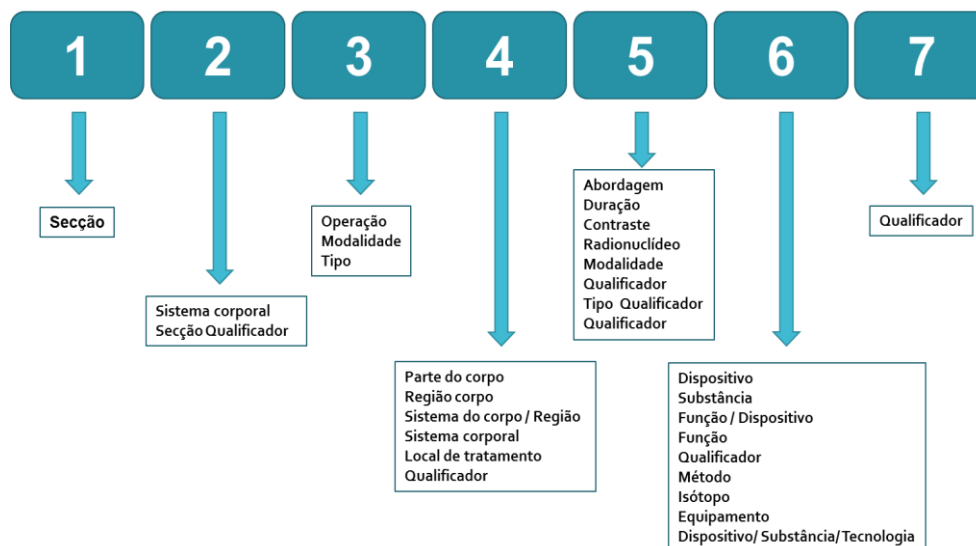 1 2 3 4 5 6 7
Secção
Sistema corporal
Secção Qualificador
Operação
Modalidade
Tipo
Parte do corpo
Região corpo
Sistema do corpo / Região
Sistema corporal
Local de tratamento
Qualificador
Abordagem
Duração
Contraste
Radionuclídeo
Modalidade
Qualificador
Tipo Qualificador
Qualificador
Dispositivo
Substância
Função / Dispositivo
Função
Qualificador
Método
Isótopo
Equipamento
Dispositivo/ Substância/Tecnologia
Qualificador